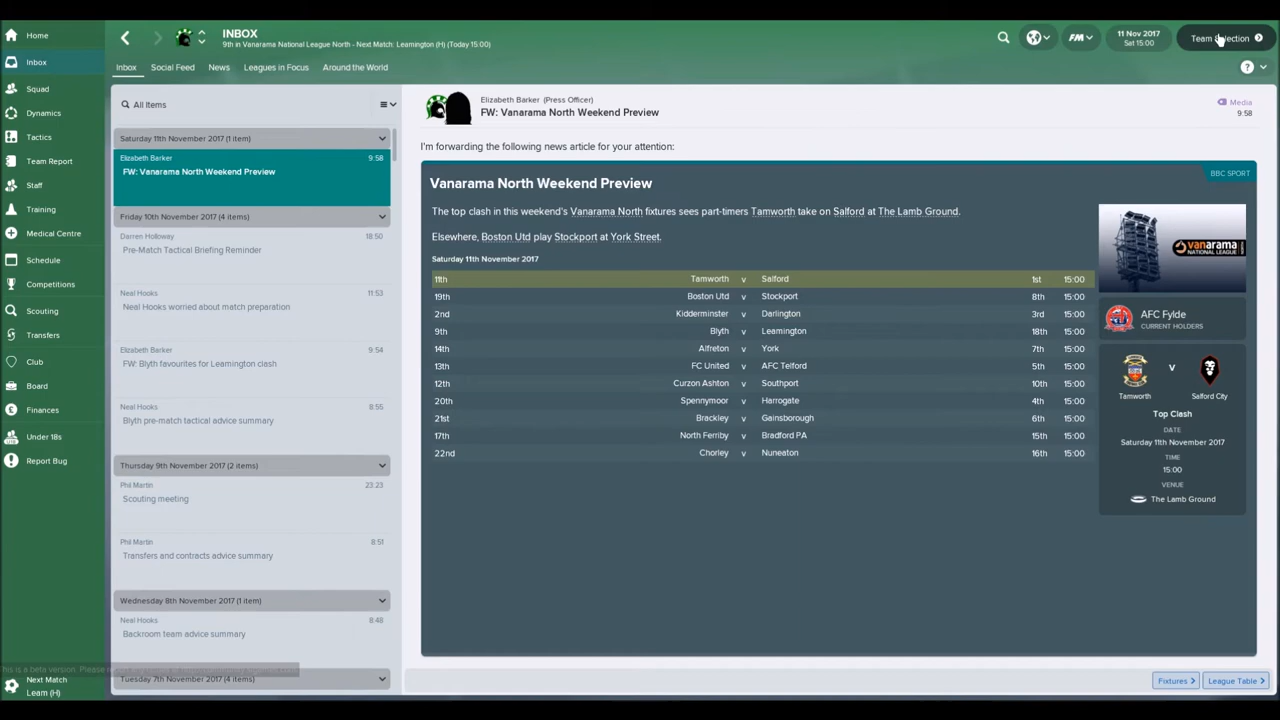 Home
Inbox
Squad
Dynamics
Tactics
Team Report
Staff
Training
Medical Centre
Schedule
Competitions
Scouting
Transfers
Club
Board
Finances
Under 18s
Report Bug
This is a beta version. Please
Next Match
Leam (H)
INBOX
9th in Vanarama National League North - Next Match: Leamington (H) (Today 15:00)
FM
11 Nov 2017
Sat 15:00
Team Selection
Inbox Social Feed News Leagues in Focus Around the World
?
All Items
Saturday 11th November 2017 (1 item)
Elizabeth Barker 9:58
FW: Vanarama North Weekend Preview
Friday 10th November 2017 (4 items)
Darren Holloway 18:50
Pre-Match Tactical Briefing Reminder
Neal Hooks 11:53
Neal Hooks worried about match preparation
Elizabeth Barker 9:54
FW: Blyth favourites for Leamington clash
Neal Hooks 8:55
Blyth pre-match tactical advice summary
Thursday 9th November 2017 (2 items)
Phil Martin 23:23
Scouting meeting
Phil Martin 8:51
Transfers and contracts advice summary
Wednesday 8th November 2017 (1 item)
Neal Hooks 8:48
Backroom team advice summary
Tuesday 7th November 2017 (4 items)
Elizabeth Barker (Press Officer)
FW: Vanarama North Weekend Preview
Media
9:58
I'm forwarding the following news article for your attention:
BBC SPORT
Vanarama North Weekend Preview
The top clash in this weekend's Vanarama North fixtures sees part-timers Tamworth take on Salford at The Lamb Ground.
Elsewhere, Boston Utd play Stockport at York Street.
Saturday 11th November 2017
11th Tamworth v Salford 1st 15:00
19th Boston Utd v Stockport 8th 15:00
2nd Kidderminster v Darlington 3rd 15:00
9th Blyth v Leamington 18th 15:00
14th Alfreton v York 7th 15:00
13th FC United v AFC Telford 5th 15:00
12th Curzon Ashton v Southport 10th 15:00
20th Spennymoor v Harrogate 4th 15:00
21st Brackley v Gainsborough 6th 15:00
17th North Ferriby v Bradford PA 15th 15:00
22nd Chorley v Nuneaton 16th 15:00
vanarama
NATIONAL LEAGUE NORTH
AFC Fylde
CURRENT HOLDERS
V
Tamworth Salford City
Top Clash
DATE
Saturday 11th November 2017
TIME
15:00
VENUE
The Lamb Ground
Fixtures
League Table